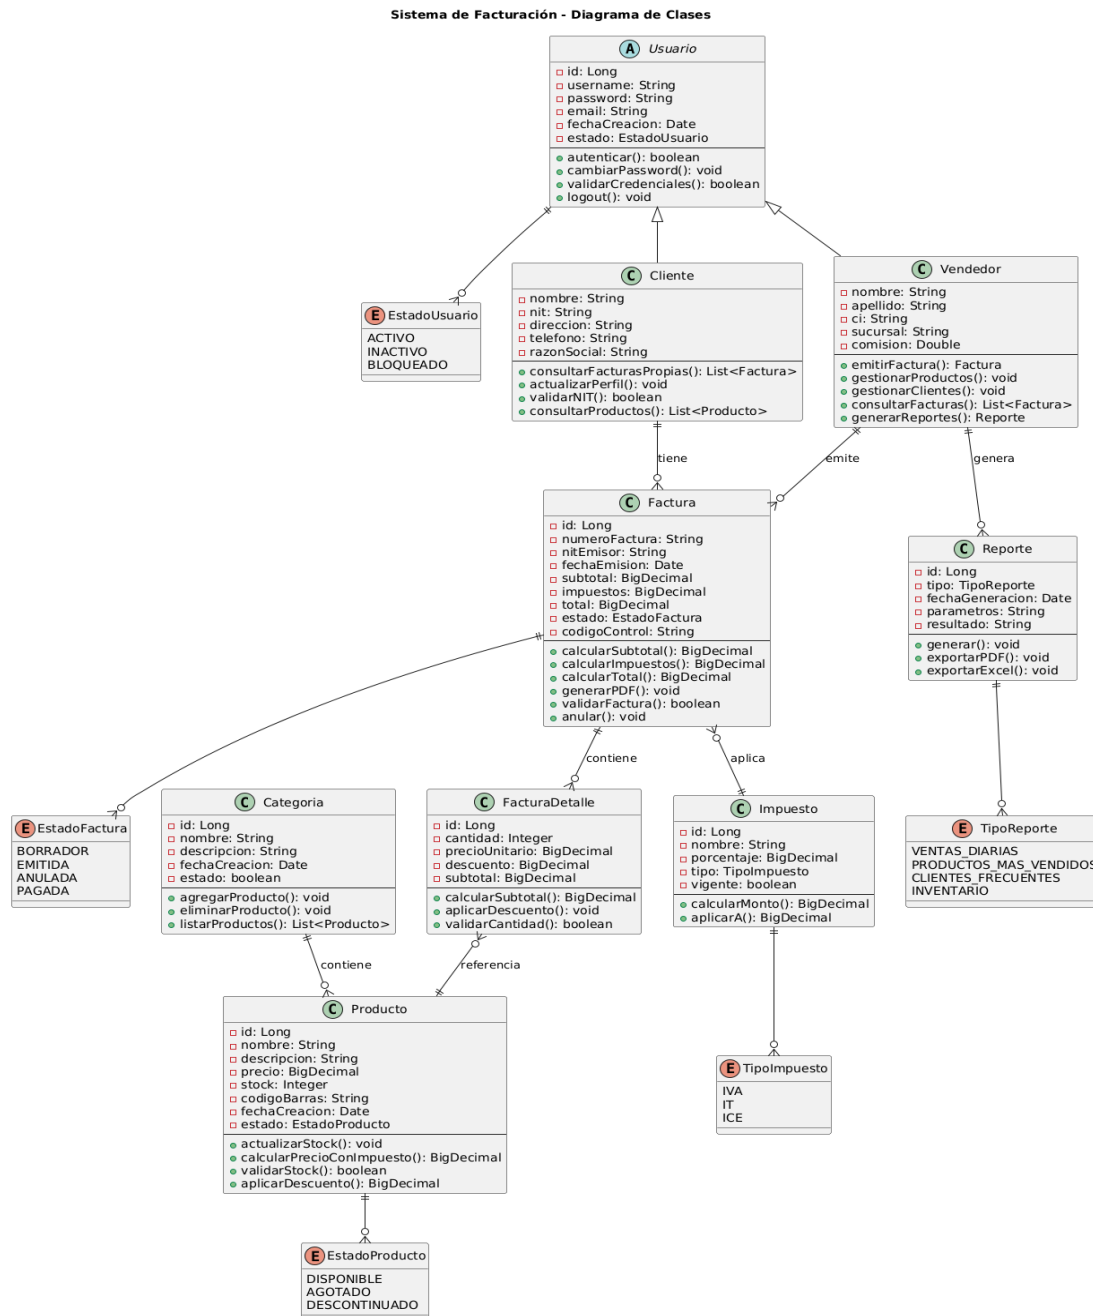 Sistema de Facturación - Diagrama de Clases
A Usuario
id: Long
username: String
password: String
email: String
fechaCreacion: Date
estado: EstadoUsuario
autenticar(): boolean
cambiarPassword(): void
validarCredenciales(): boolean
logout(): void
E EstadoUsuario
ACTIVO
INACTIVO
BLOQUEADO
C Cliente
nombre: String
nit: String
direccion: String
telefono: String
razonSocial: String
consultarFacturasPropias(): List<Factura>
actualizarPerfil(): void
validarNIT(): boolean
consultarProductos(): List<Producto>
C Vendedor
nombre: String
apellido: String
ci: String
sucursal: String
comision: Double
emitirFactura(): Factura
gestionarProductos(): void
gestionarClientes(): void
consultarFacturas(): List<Factura>
generarReportes(): Reporte
tiene
emite
genera
C Factura
id: Long
numeroFactura: String
nitEmisor: String
fechaEmision: Date
subtotal: BigDecimal
impuestos: BigDecimal
total: BigDecimal
estado: EstadoFactura
codigoControl: String
calcularSubtotal(): BigDecimal
calcularImpuestos(): BigDecimal
calcularTotal(): BigDecimal
generarPDF(): void
validarFactura(): boolean
anular(): void
C Reporte
id: Long
tipo: TipoReporte
fechaGeneracion: Date
parametros: String
resultado: String
generar(): void
exportarPDF(): void
exportarExcel(): void
contiene
aplica
E EstadoFactura
BORRADOR
EMITIDA
ANULADA
PAGADA
C Categoria
id: Long
nombre: String
descripcion: String
fechaCreacion: Date
estado: boolean
agregarProducto(): void
eliminarProducto(): void
listarProductos(): List<Producto>
C FacturaDetalle
id: Long
cantidad: Integer
precioUnitario: BigDecimal
descuento: BigDecimal
subtotal: BigDecimal
calcularSubtotal(): BigDecimal
aplicarDescuento(): void
validarCantidad(): boolean
C Impuesto
id: Long
nombre: String
porcentaje: BigDecimal
tipo: TipoImpuesto
vigente: boolean
calcularMonto(): BigDecimal
aplicarA(): BigDecimal
E TipoReporte
VENTAS_DIARIAS
PRODUCTOS_MAS_VENDIDOS
CLIENTES_FRECUENTES
INVENTARIO
contiene
referencia
C Producto
id: Long
nombre: String
descripcion: String
precio: BigDecimal
stock: Integer
codigoBarras: String
fechaCreacion: Date
estado: EstadoProducto
actualizarStock(): void
calcularPrecioConImpuesto(): BigDecimal
validarStock(): boolean
aplicarDescuento(): BigDecimal
E TipoImpuesto
IVA
IT
ICE
E EstadoProducto
DISPONIBLE
AGOTADO
DESCONTINUADO